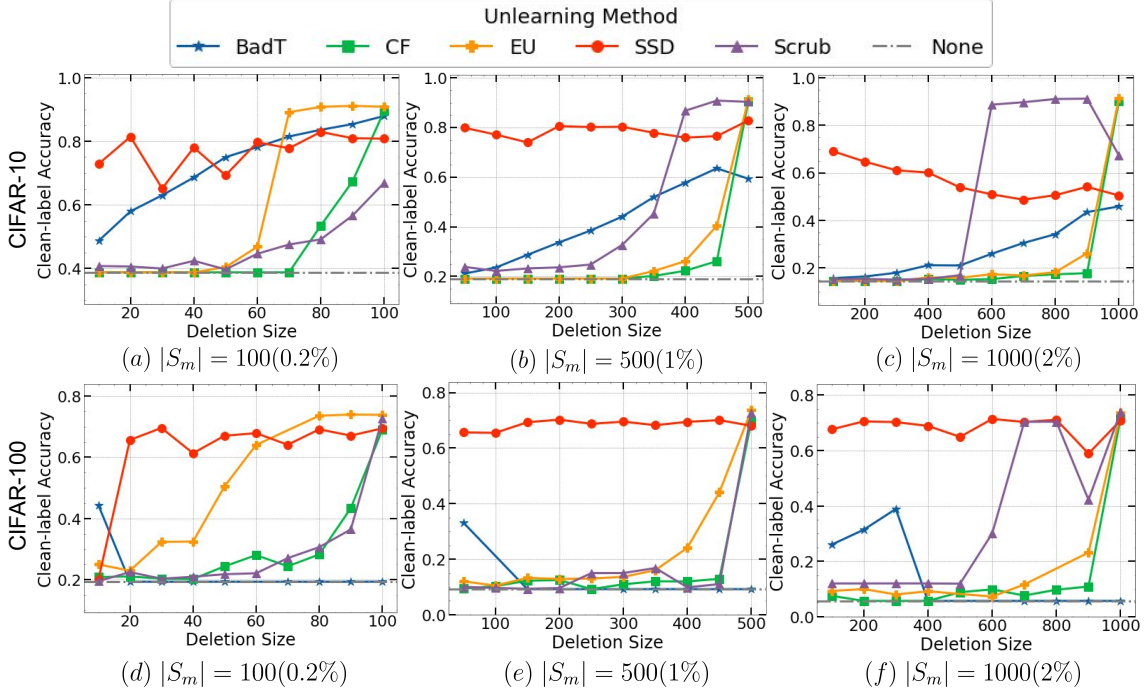 Unlearning Method
BadT CF EU SSD Scrub None
CIFAR-10
Clean-label Accuracy
1.0
0.8
0.6
0.4
20 40 60 80 100
Deletion Size
(a) |S_m| = 100(0.2%)
Clean-label Accuracy
1.0
0.8
0.6
0.4
0.2
100 200 300 400 500
Deletion Size
(b) |S_m| = 500(1%)
Clean-label Accuracy
1.0
0.8
0.6
0.4
0.2
200 400 600 800 1000
Deletion Size
(c) |S_m| = 1000(2%)
CIFAR-100
Clean-label Accuracy
0.8
0.6
0.4
0.2
20 40 60 80 100
Deletion Size
(d) |S_m| = 100(0.2%)
Clean-label Accuracy
0.8
0.6
0.4
0.2
0.0
100 200 300 400 500
Deletion Size
(e) |S_m| = 500(1%)
Clean-label Accuracy
0.8
0.6
0.4
0.2
0.0
200 400 600 800 1000
Deletion Size
(f) |S_m| = 1000(2%)